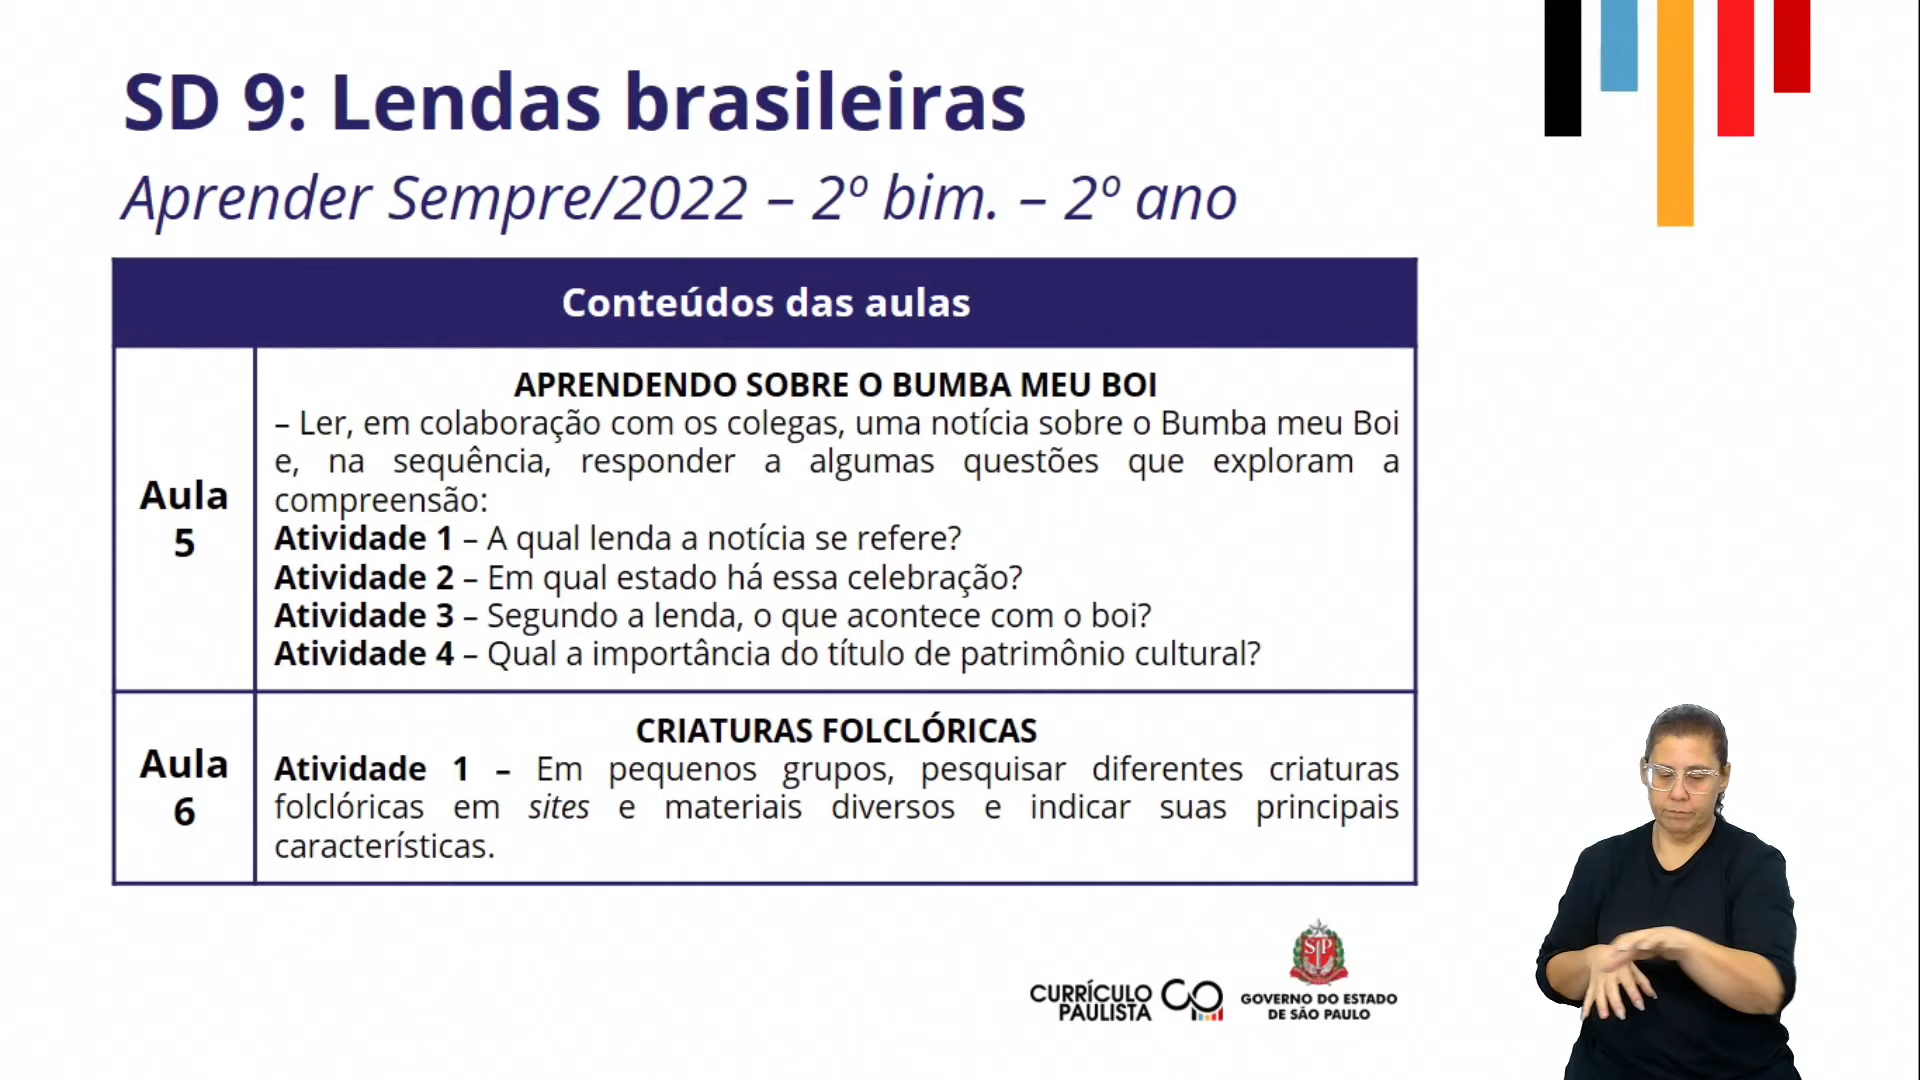 SD 9: Lendas brasileiras
Aprender Sempre/2022 – 2º bim. – 2º ano
Conteúdos das aulas
Aula
5
APRENDENDO SOBRE O BUMBA MEU BOI
– Ler, em colaboração com os colegas, uma notícia sobre o Bumba meu Boi
e, na sequência, responder a algumas questões que exploram a
compreensão:
Atividade 1 – A qual lenda a notícia se refere?
Atividade 2 – Em qual estado há essa celebração?
Atividade 3 – Segundo a lenda, o que acontece com o boi?
Atividade 4 – Qual a importância do título de patrimônio cultural?
Aula
6
CRIATURAS FOLCLÓRICAS
Atividade 1 – Em pequenos grupos, pesquisar diferentes criaturas
folclóricas em sites e materiais diversos e indicar suas principais
características.
CURRÍCULO
PAULISTA
SP
GOVERNO DO ESTADO
DE SÃO PAULO